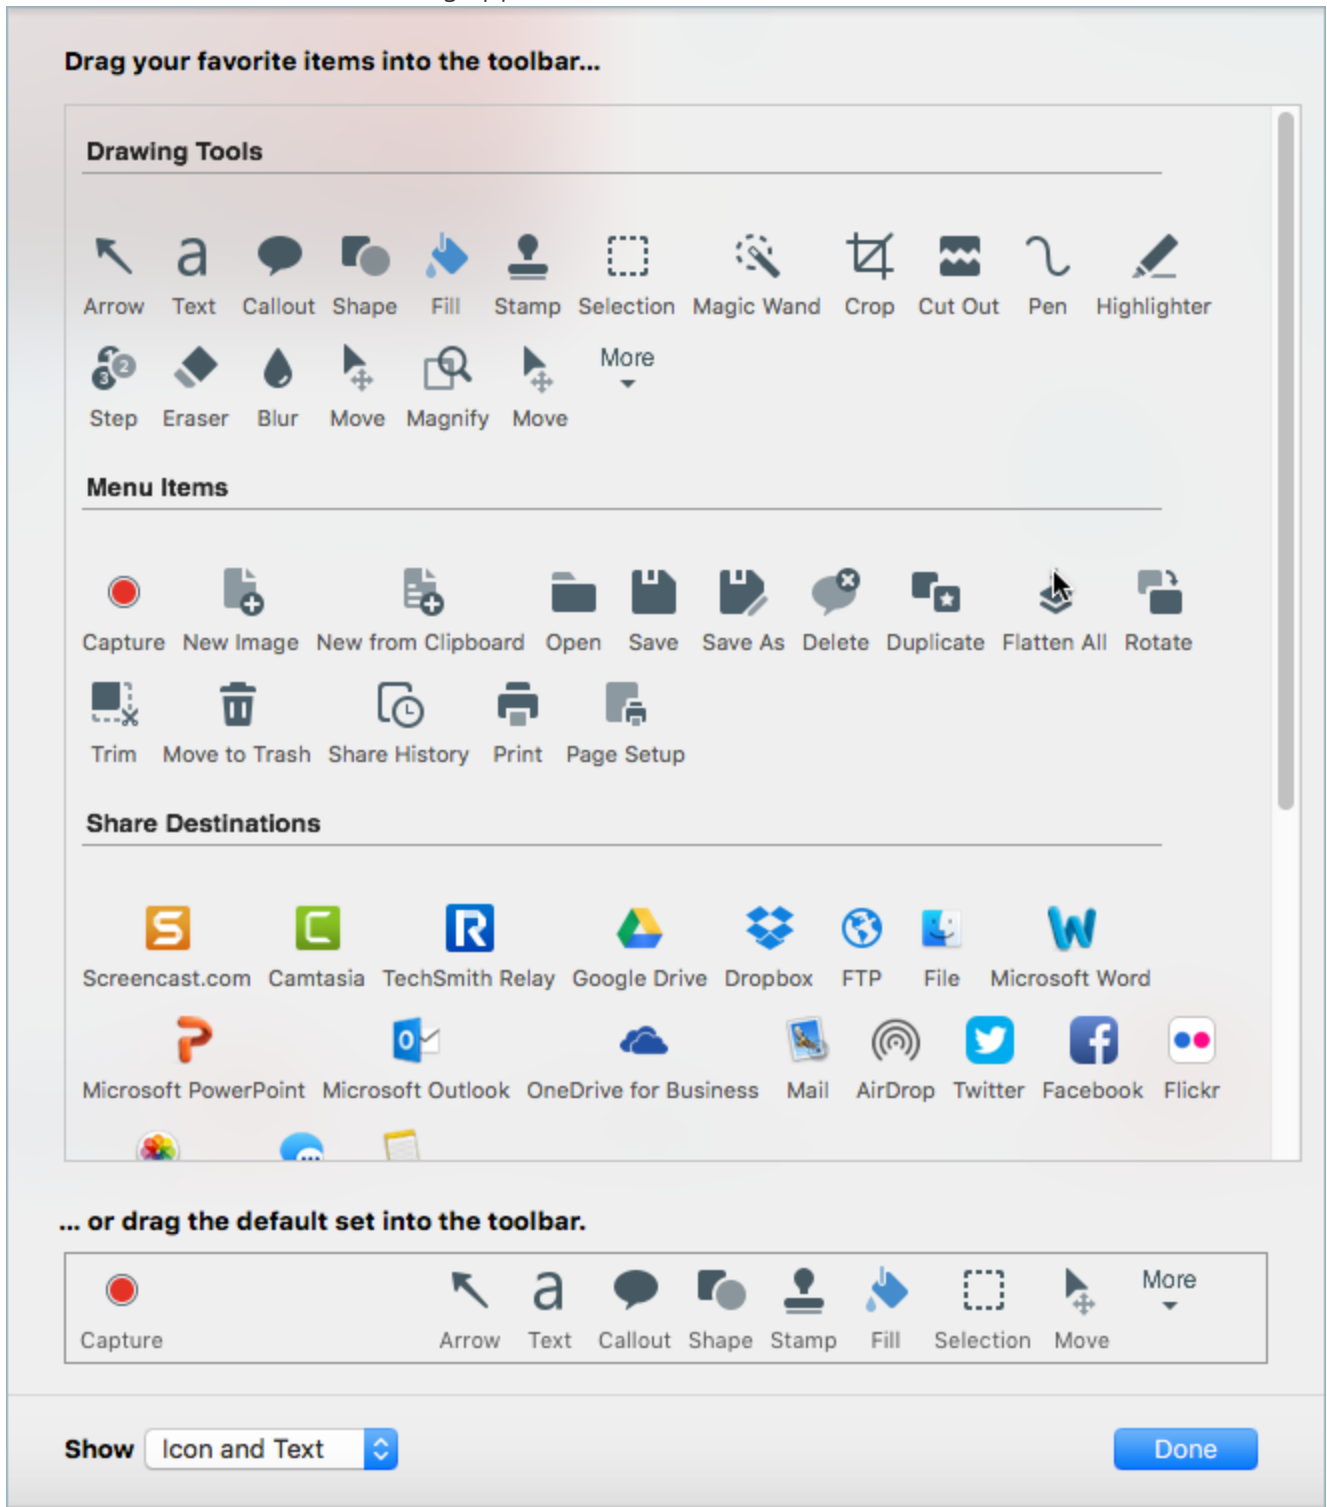 Drag your favorite items into the toolbar...
Drawing Tools
a
Arrow Text Callout Shape Fill Stamp Selection Magic Wand Crop Cut Out Pen Highlighter
1 2 3 More
Step Eraser Blur Move Magnify Move
Menu Items
Capture New Image New from Clipboard Open Save Save As Delete Duplicate Flatten All Rotate
Trim Move to Trash Share History Print Page Setup
Share Destinations
S C R W
Screencast.com Camtasia TechSmith Relay Google Drive Dropbox FTP File Microsoft Word
P O f
Microsoft PowerPoint Microsoft Outlook OneDrive for Business Mail AirDrop Twitter Facebook Flickr
... or drag the default set into the toolbar.
a More
Capture Arrow Text Callout Shape Stamp Fill Selection Move
Show Icon and Text Done